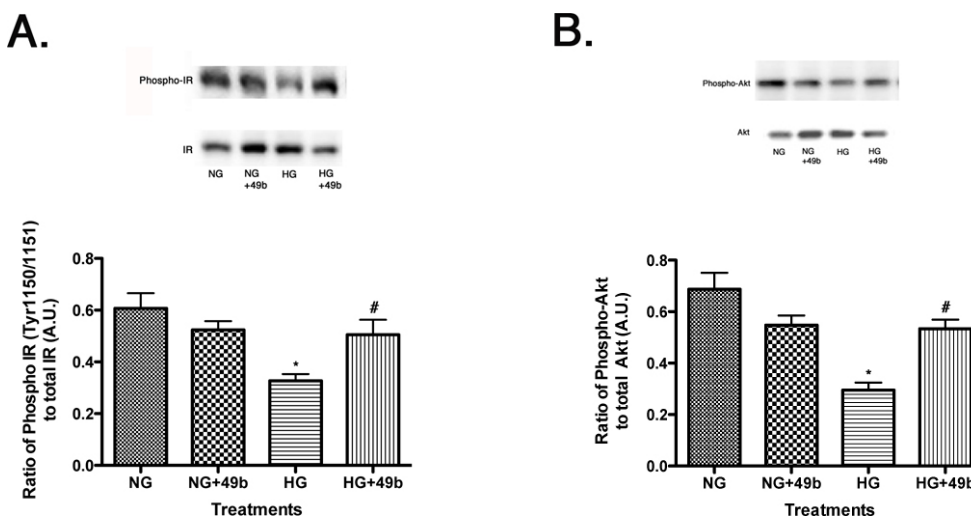 A.
Phospho-IR
IR
NG
NG
+49b
HG
HG
+49b
Ratio of Phospho IR (Tyr1150/1151)
to total IR (A.U.)
0.8
0.6
0.4
0.2
0.0
*
#
NG
NG+49b
HG
HG+49b
Treatments
B.
Phospho-Akt
Akt
NG
NG
+49b
HG
HG
+49b
Ratio of Phospho-Akt
to total Akt (A.U.)
0.8
0.6
0.4
0.2
0.0
*
#
NG
NG+49b
HG
HG+49b
Treatments